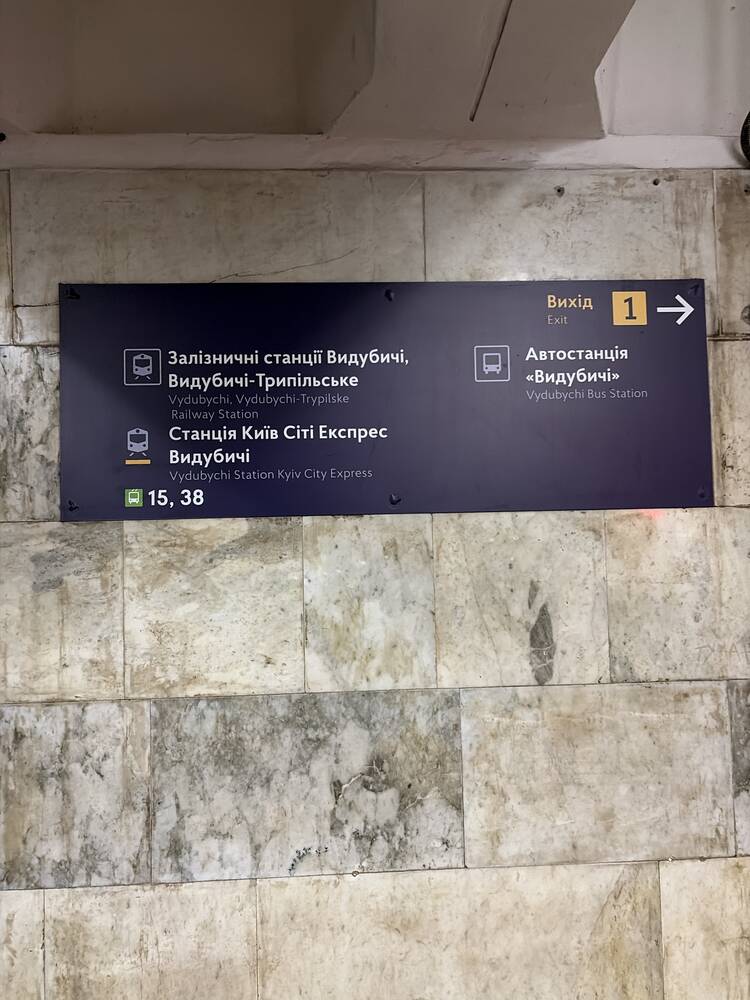 Вихід
Exit
1
Залізничні станції Видубичі,
Видубичі-Трипільське
Vydubychi, Vydubychi-Trypilske
Railway Station
Станція Київ Сіті Експрес
Видубичі
Vydubychi Station Kyiv City Express
15, 38
Автостанція
«Видубичі»
Vydubychi Bus Station